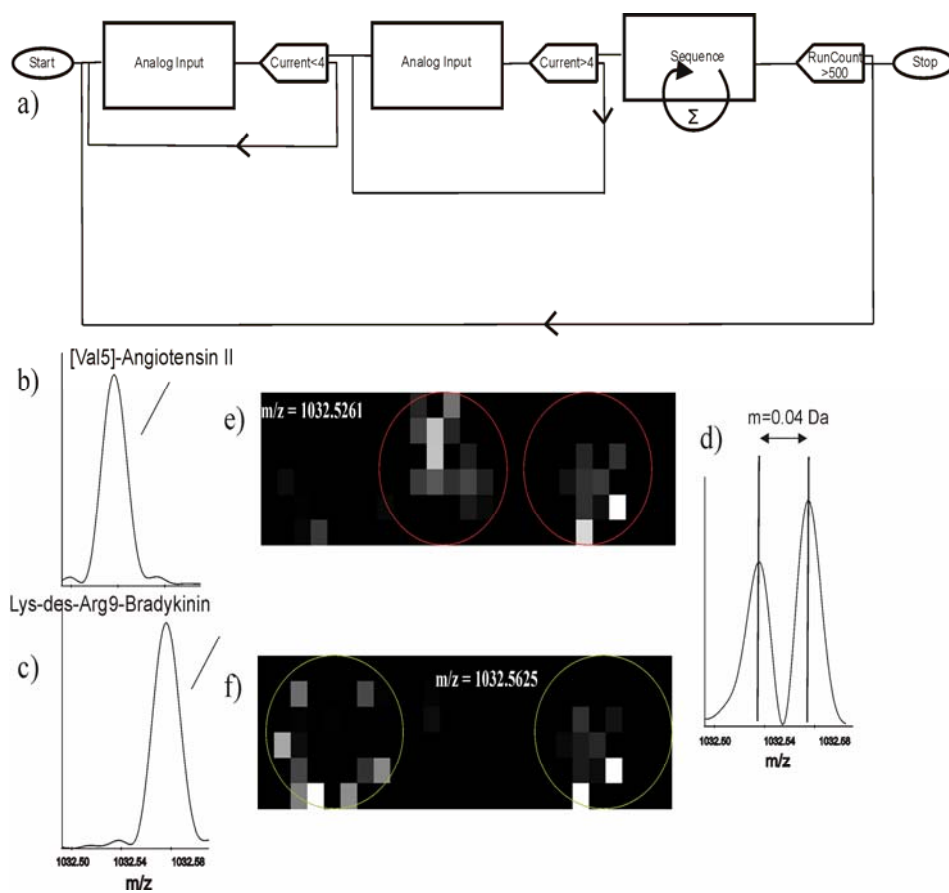 Start
Analog Input
Current<4
Analog Input
Current>4
Sequence
Σ
RunCount
>500
Stop
a)
b)
[Val5]-Angiotensin II
e)
m/z = 1032.5261
d)
m=0.04 Da
Lys-des-Arg9-Bradykinin
c)
f)
m/z = 1032.5625
1032.50 1032.54 1032.58
m/z
1032.50 1032.54 1032.58
m/z